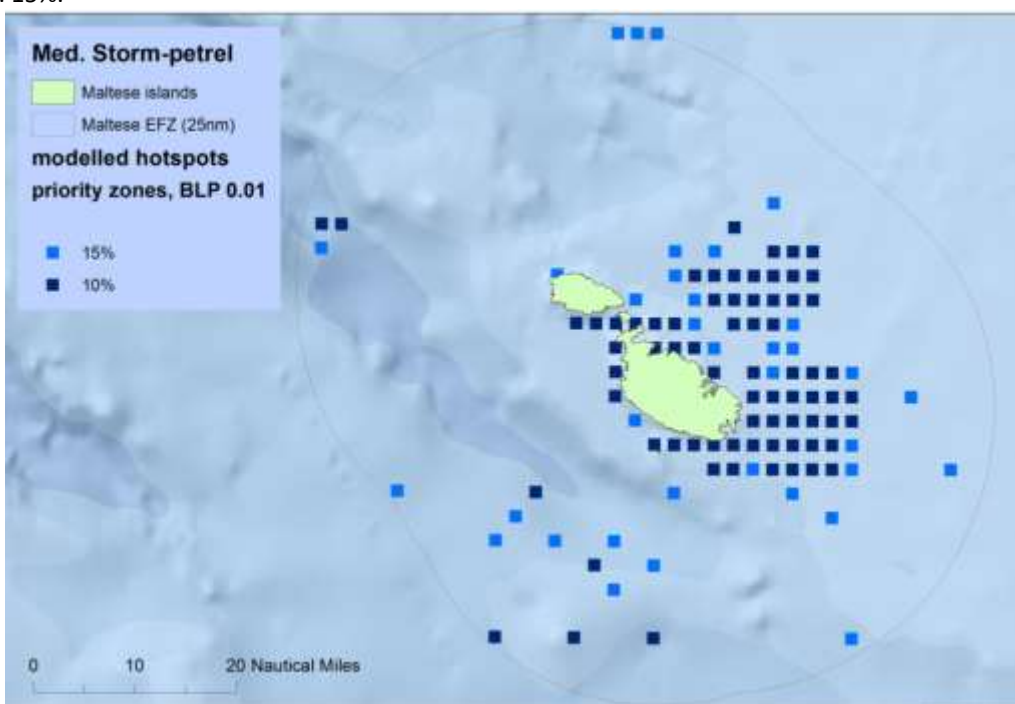 15%.
Med. Storm-petrel
Maltese islands
Maltese EFZ (25nm)
modelled hotspots
priority zones, BLP 0.01
15%
10%
0 10 20 Nautical Miles